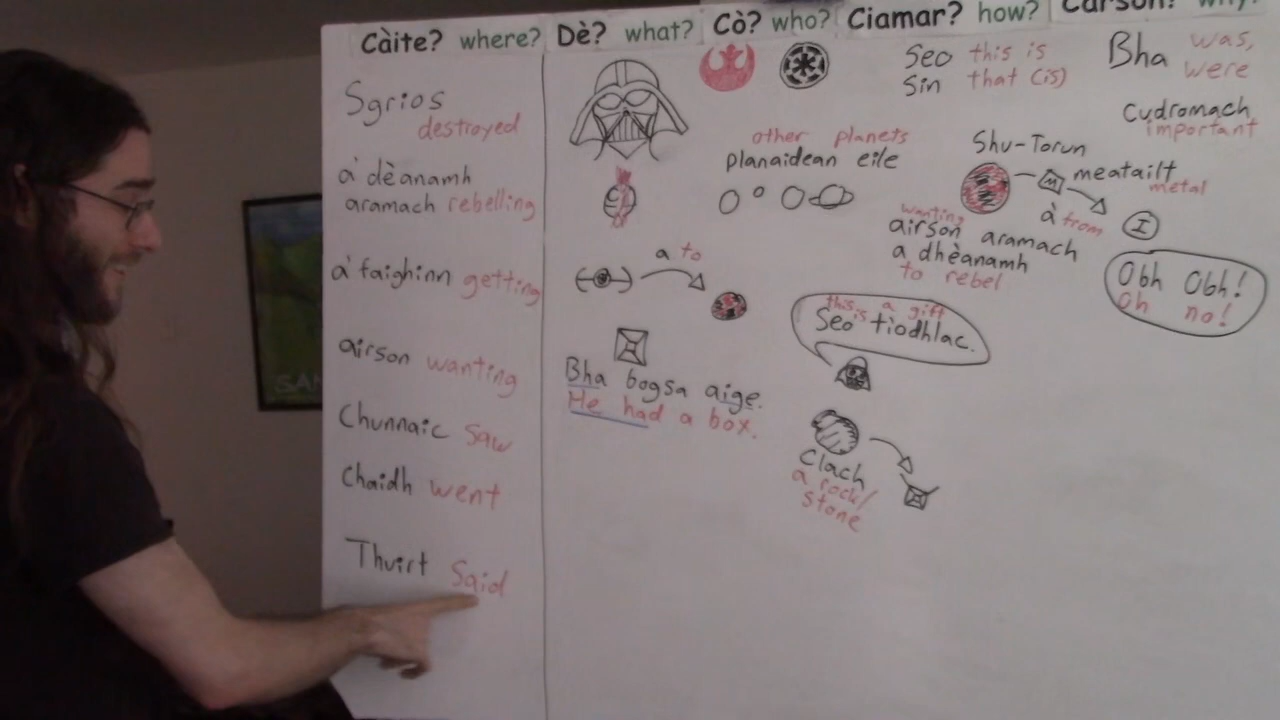 Càite? where? Dè? what? Cò? who? Ciamar? how? Carson? why?
Sgrios
destroyed
a' dèanamh
aramach rebelling
a' faighinn getting
airson wanting
Chunnaic saw
Chaidh went
Thuirt Said
a to
Bha bogsa aige.
He had a box.
other planets
planaidean eile
Seo this is
Sin that (is)
Bha was,
were
Cudromach
important
Shu-Torun
M
meatailt
metal
à from
I
wanting
airson aramach
a dhèanamh
to rebel
Obh Obh!
Oh no!
this is a gift
Seo tiodhlac.
Clach
a rock/
stone
SAN